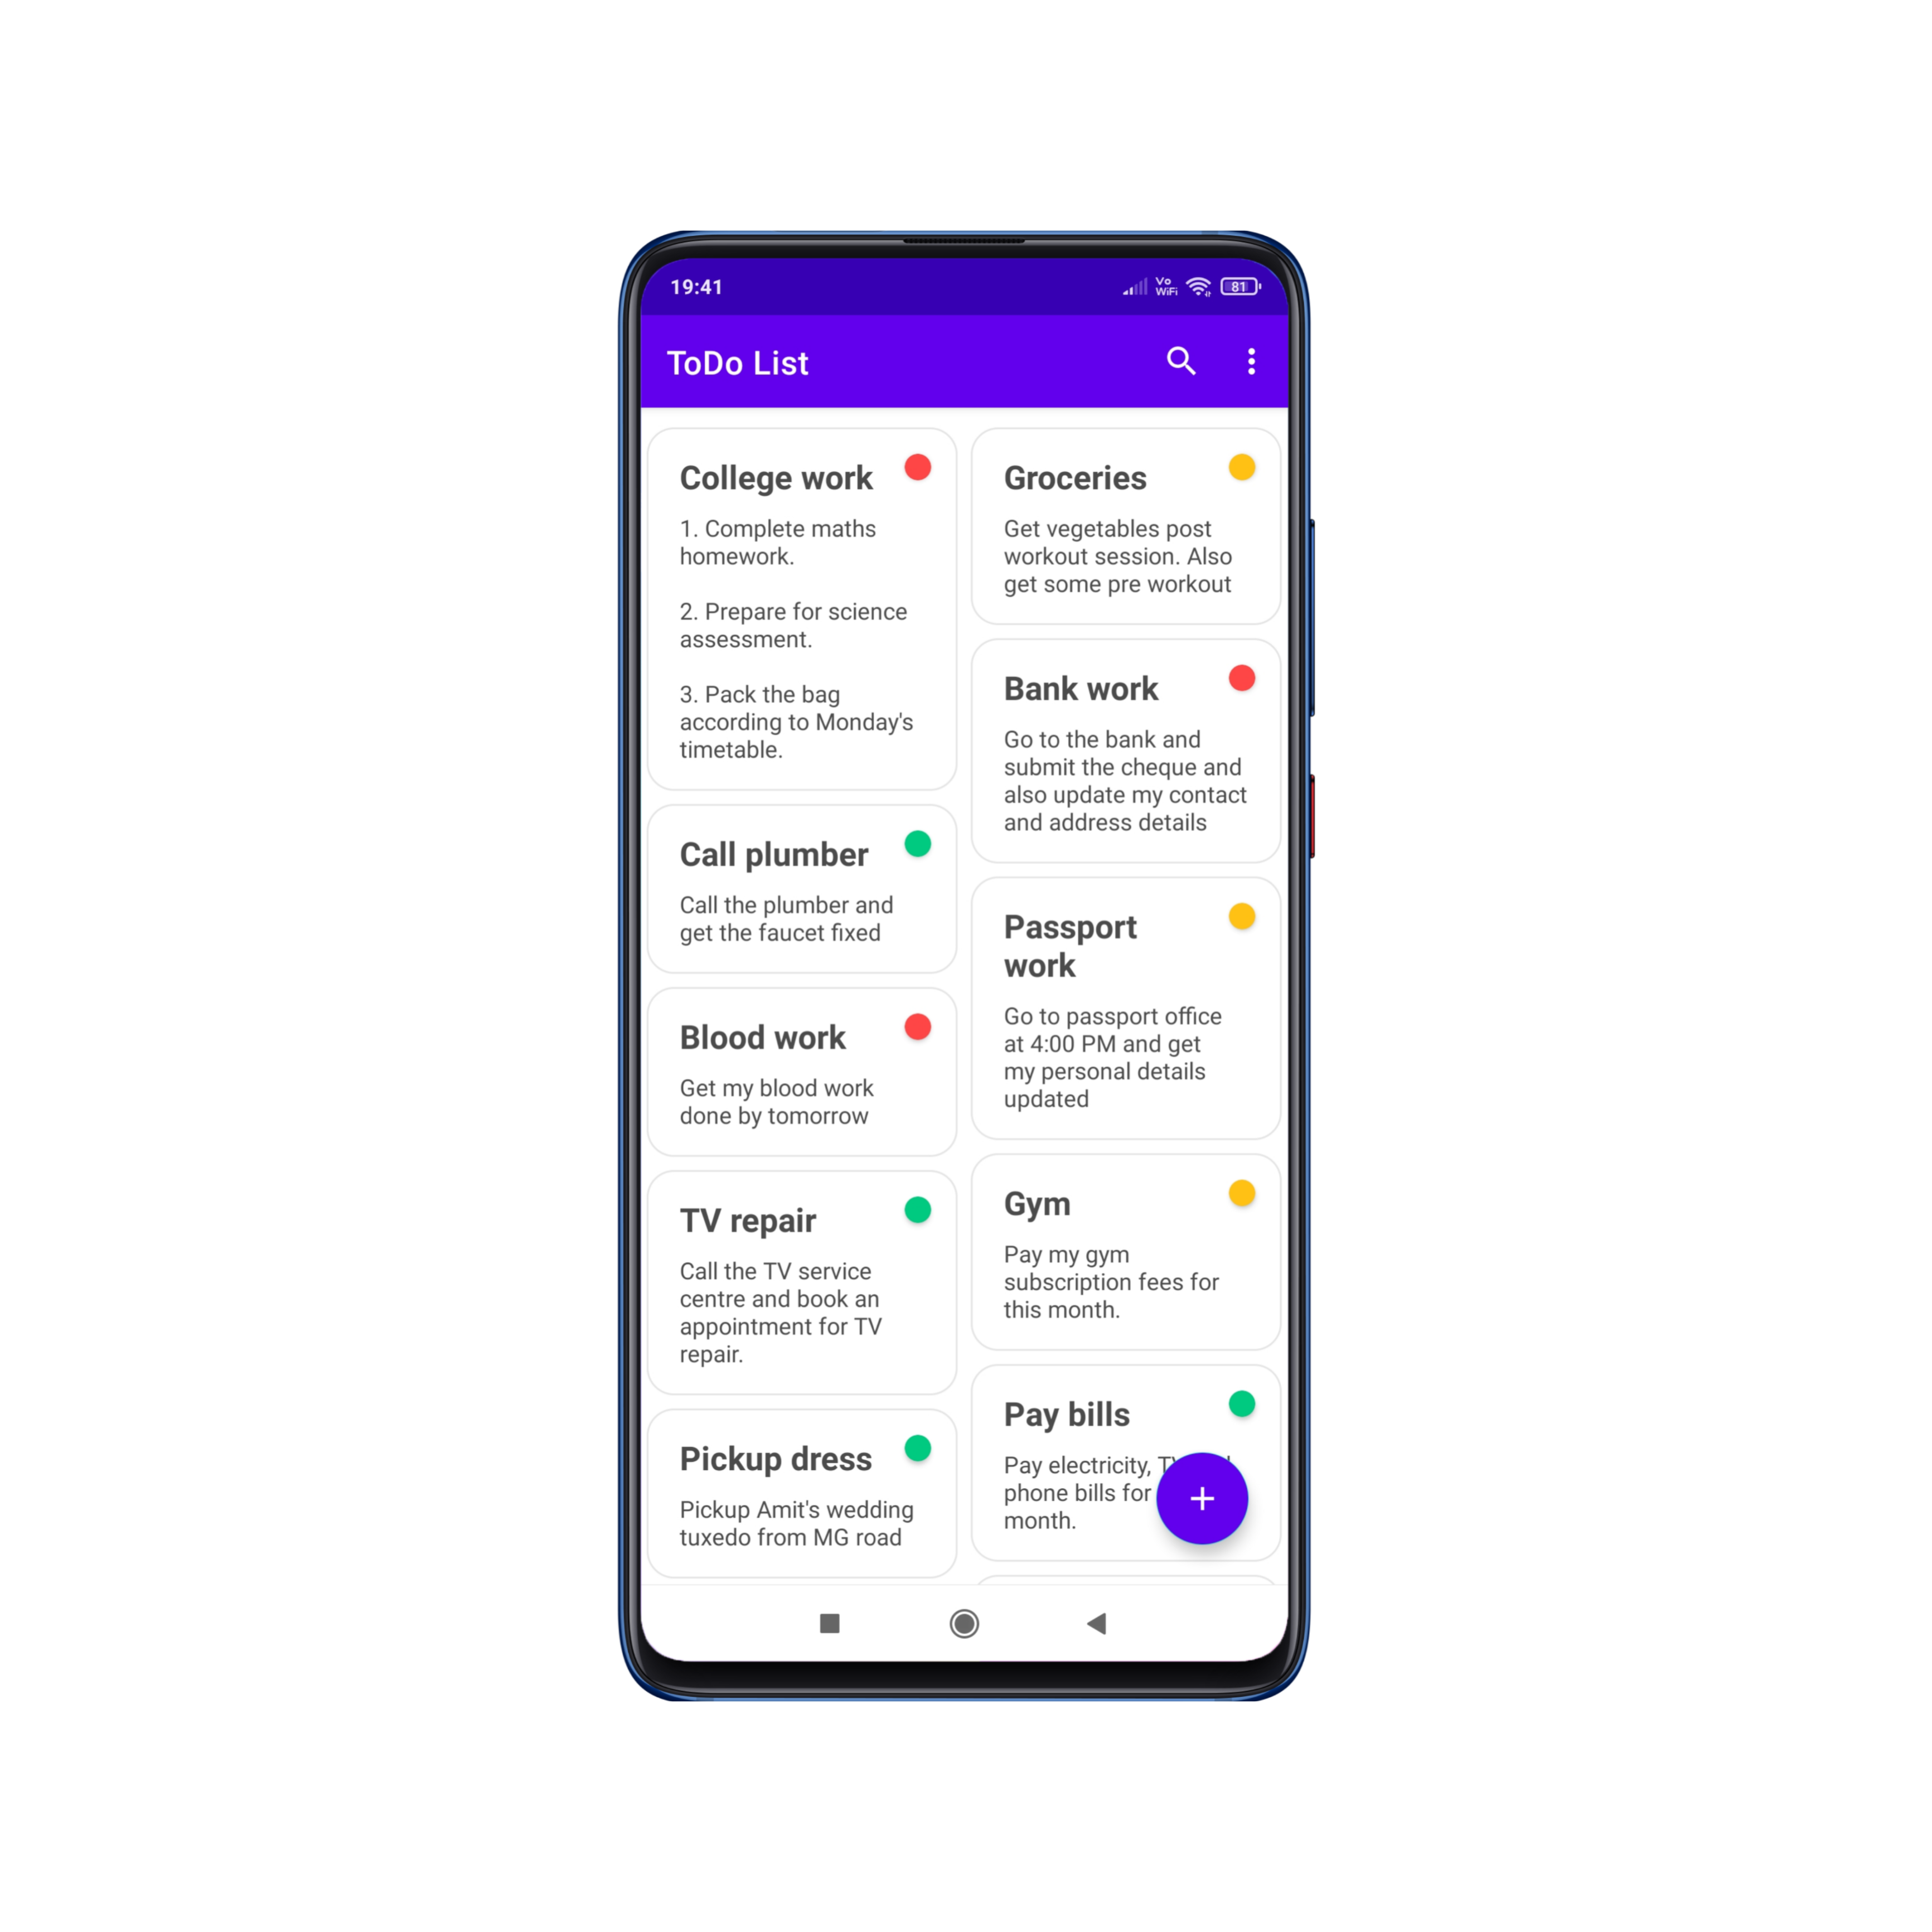 19:41
Vo
WiFi
81
ToDo List
College work
1. Complete maths
homework.
2. Prepare for science
assessment.
3. Pack the bag
according to Monday's
timetable.
Call plumber
Call the plumber and
get the faucet fixed
Blood work
Get my blood work
done by tomorrow
TV repair
Call the TV service
centre and book an
appointment for TV
repair.
Pickup dress
Pickup Amit's wedding
tuxedo from MG road
Groceries
Get vegetables post
workout session. Also
get some pre workout
Bank work
Go to the bank and
submit the cheque and
also update my contact
and address details
Passport
work
Go to passport office
at 4:00 PM and get
my personal details
updated
Gym
Pay my gym
subscription fees for
this month.
Pay bills
Pay electricity,
phone bills for
month.